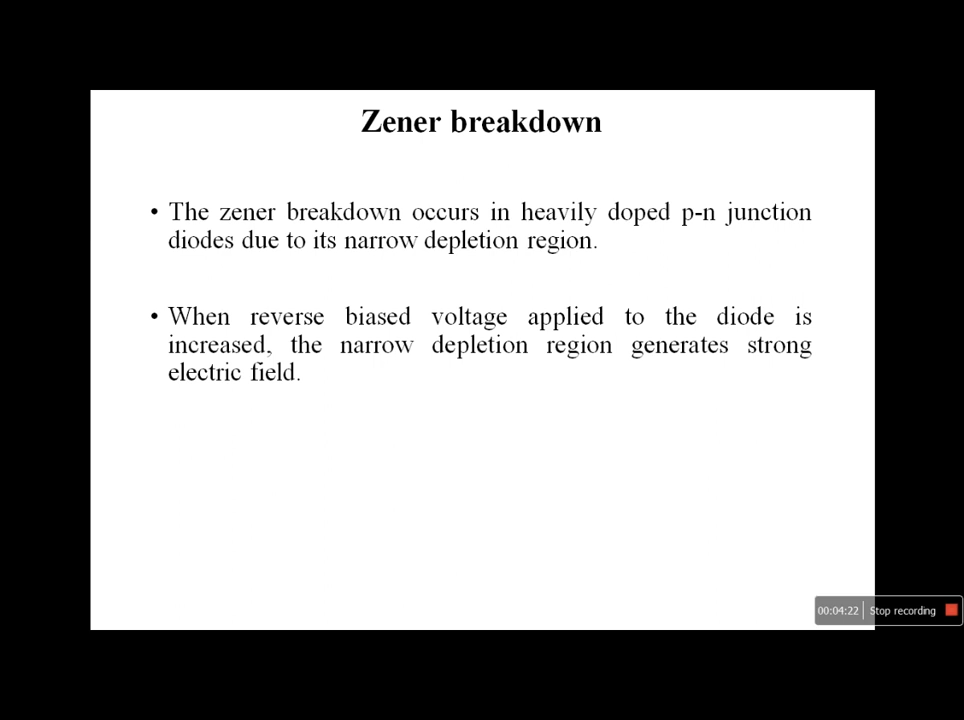 Zener breakdown
• The zener breakdown occurs in heavily doped p-n junction
diodes due to its narrow depletion region.
• When reverse biased voltage applied to the diode is
increased, the narrow depletion region generates strong
electric field.
00:04:22 Stop recording